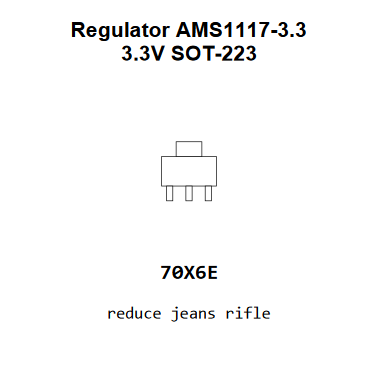 Regulator AMS1117-3.3
3.3V SOT-223
70X6E
reduce jeans rifle